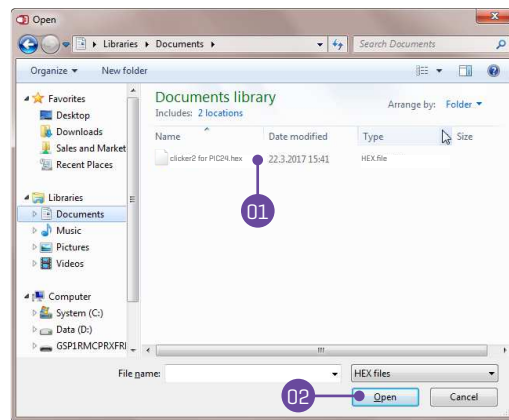 Open
Libraries Documents
Search Documents
Organize New folder
Favorites
Desktop
Downloads
Sales and Market
Recent Places
Libraries
Documents
Music
Pictures
Videos
Computer
System (C:)
Data (D:)
GSP1RMCPRXFRI
Documents library
Includes: 2 locations
Arrange by: Folder
Name Date modified Type Size
clicker2 for PIC24.hex 22.3.2017 15:41 HEX.file
01
File name: HEX files
02
Open Cancel